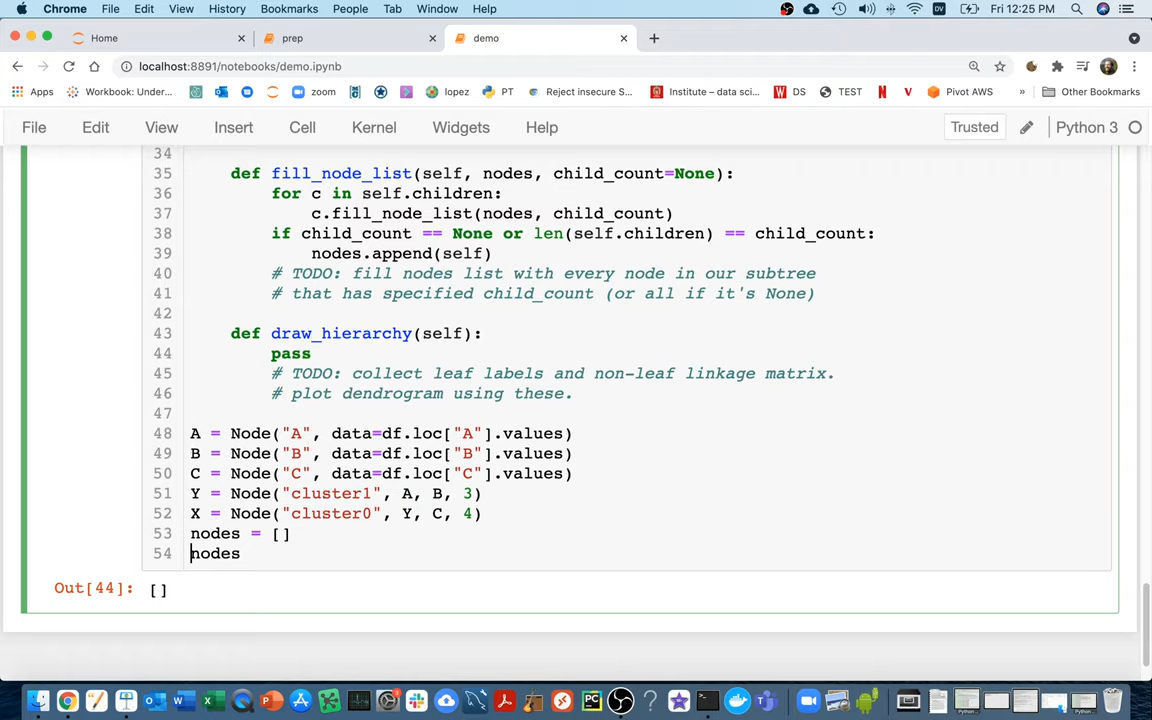 Chrome File Edit View History Bookmarks People Tab Window Help Fri 12:25 PM
Home prep demo
localhost:8891/notebooks/demo.ipynb
Apps Workbook: Under... zoom lopez PT Reject insecure S... Institute – data sci... DS TEST Pivot AWS » Other Bookmarks
File Edit View Insert Cell Kernel Widgets Help Trusted Python 3
34
35 def fill_node_list(self, nodes, child_count=None):
36 for c in self.children:
37 c.fill_node_list(nodes, child_count)
38 if child_count == None or len(self.children) == child_count:
39 nodes.append(self)
40 # TODO: fill nodes list with every node in our subtree
41 # that has specified child_count (or all if it's None)
42
43 def draw_hierarchy(self):
44 pass
45 # TODO: collect leaf labels and non-leaf linkage matrix.
46 # plot dendrogram using these.
47
48 A = Node("A", data=df.loc["A"].values)
49 B = Node("B", data=df.loc["B"].values)
50 C = Node("C", data=df.loc["C"].values)
51 Y = Node("cluster1", A, B, 3)
52 X = Node("cluster0", Y, C, 4)
53 nodes = []
54 nodes
Out[44]: []